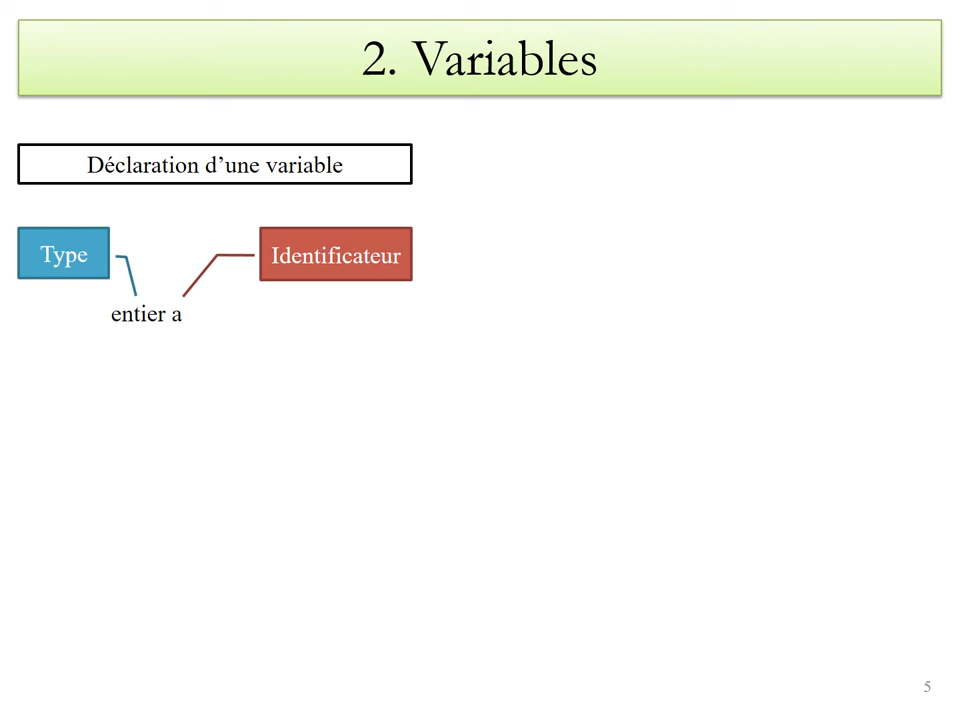 2. Variables
Déclaration d’une variable
Type
Identificateur
entier a
5